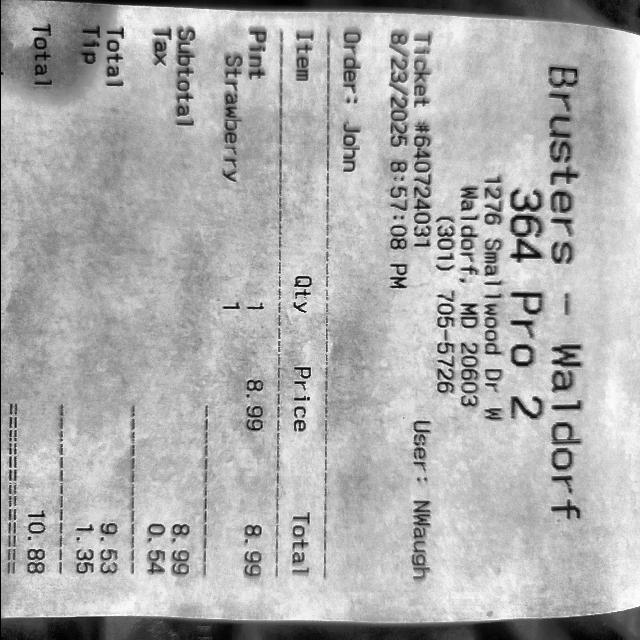 Brusters - Waldorf
364 Pro 2
1276 Smallwood Dr W
Waldorf, MD 20603
(301) 705-5726
Ticket #640724031 User: NWaugh
8/23/2025 8:57:08 PM
Order: John
Item Qty Price Total
Pint 1 8.99 8.99
Strawberry 1
Subtotal 8.99
Tax 0.54
Total 9.53
Tip 1.35
Total 10.88